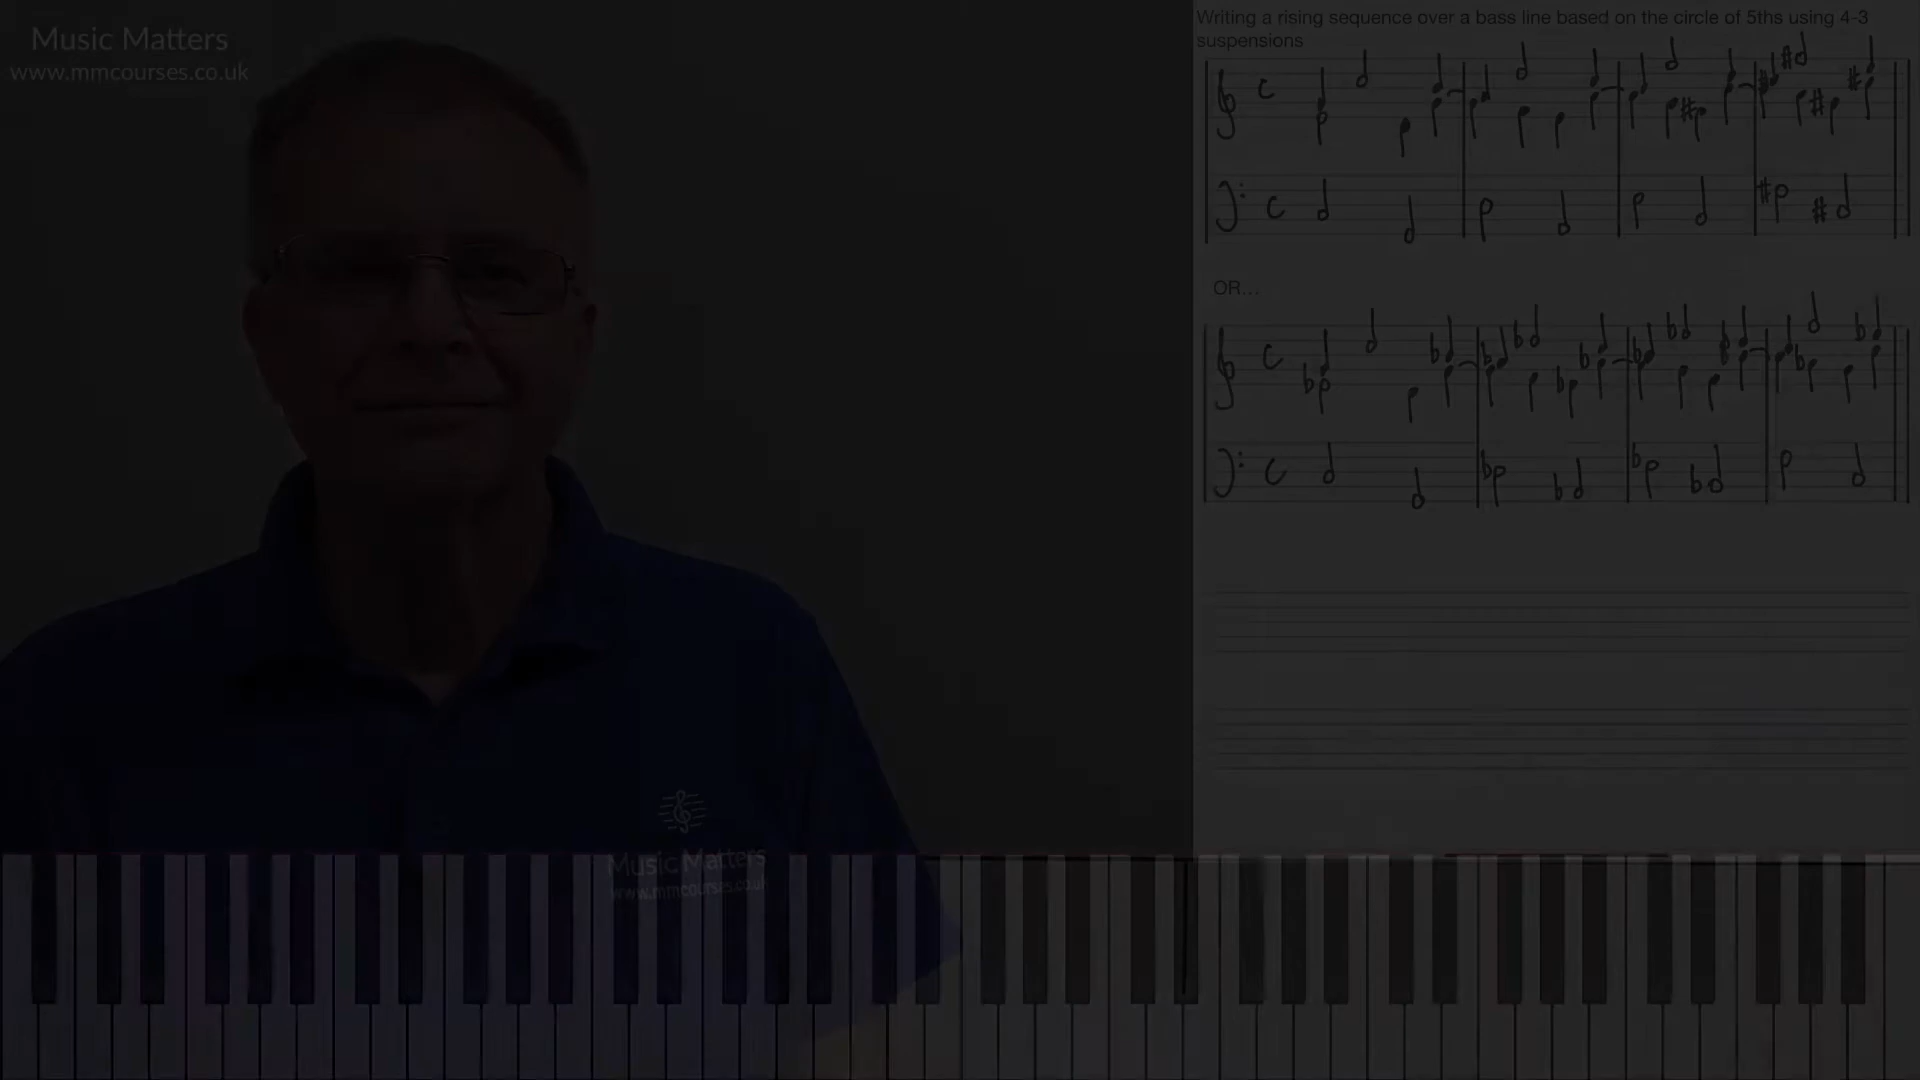 Music Matters
www.mmcourses.co.uk
Writing a rising sequence over a bass line based on the circle of 5ths using 4-3
suspensions
OR...
Music Matters
www.mmcourses.co.uk